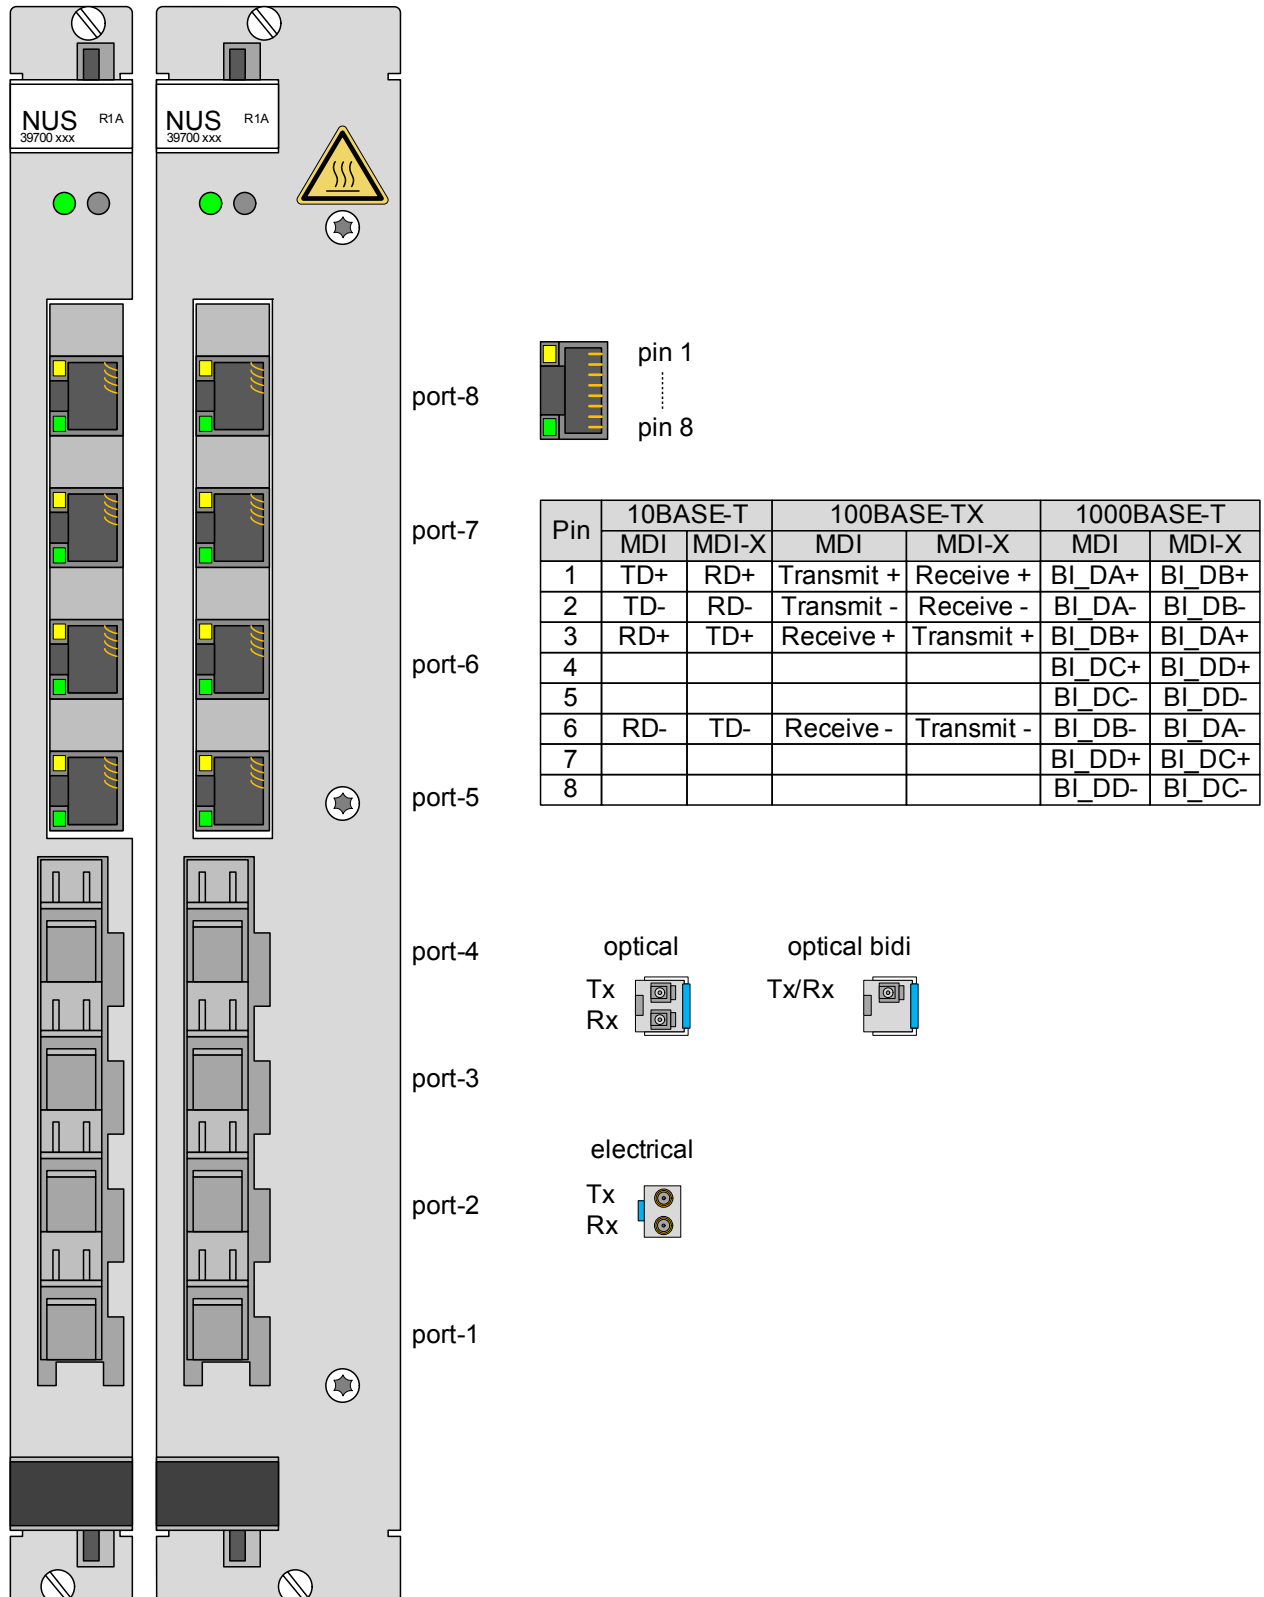 NUS R1A
39700 xxx
NUS R1A
39700 xxx
port-8
port-7
port-6
port-5
port-4
port-3
port-2
port-1
pin 1
pin 8
Pin 10BASE-T 100BASE-TX 1000BASE-T
MDI MDI-X MDI MDI-X MDI MDI-X
1 TD+ RD+ Transmit + Receive + BI_DA+ BI_DB+
2 TD- RD- Transmit - Receive - BI_DA- BI_DB-
3 RD+ TD+ Receive + Transmit + BI_DB+ BI_DA+
4 BI_DC+ BI_DD+
5 BI_DC- BI_DD-
6 RD- TD- Receive - Transmit - BI_DB- BI_DA-
7 BI_DD+ BI_DC+
8 BI_DD- BI_DC-
optical
Tx
Rx
optical bidi
Tx/Rx
electrical
Tx
Rx